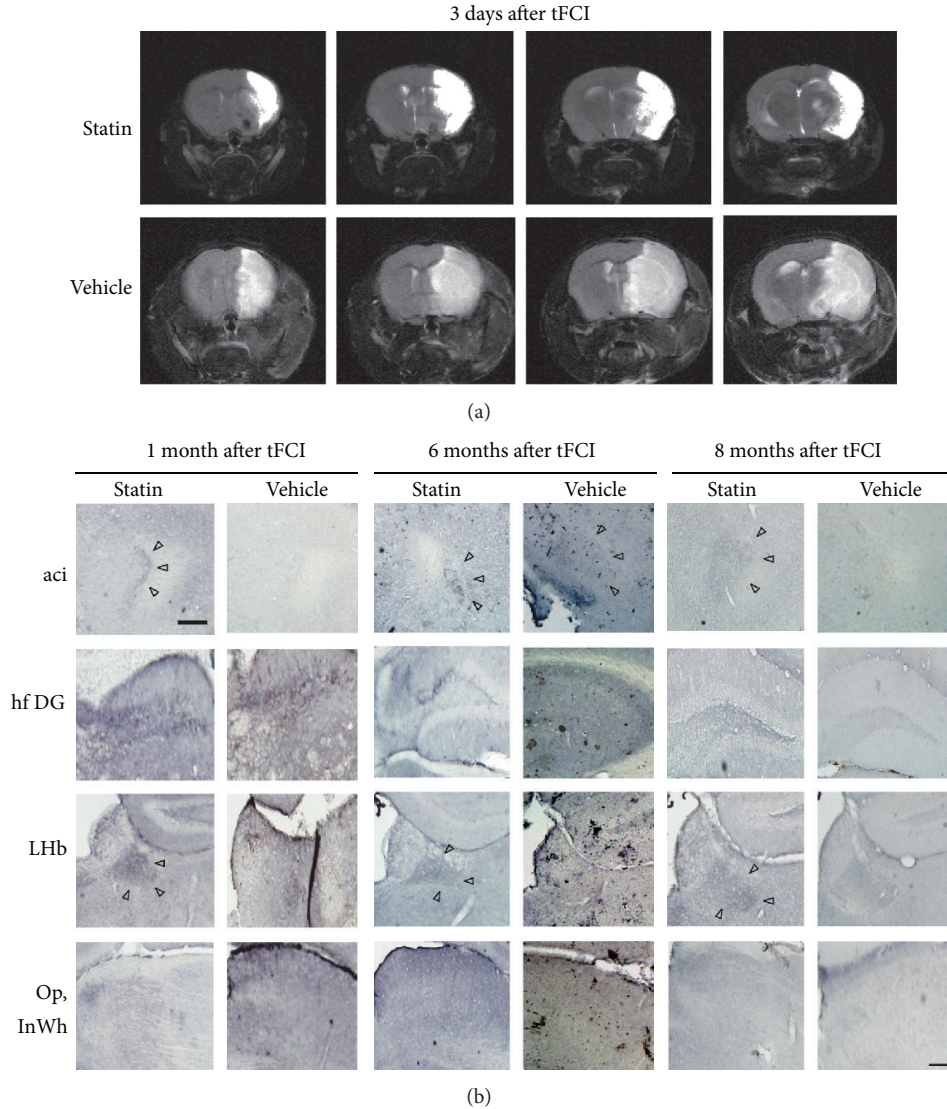 3 days after tFCI
Statin
Vehicle
(a)
1 month after tFCI
6 months after tFCI
8 months after tFCI
Statin
Vehicle
Statin
Vehicle
Statin
Vehicle
aci
hf DG
LHb
Op,
InWh
(b)